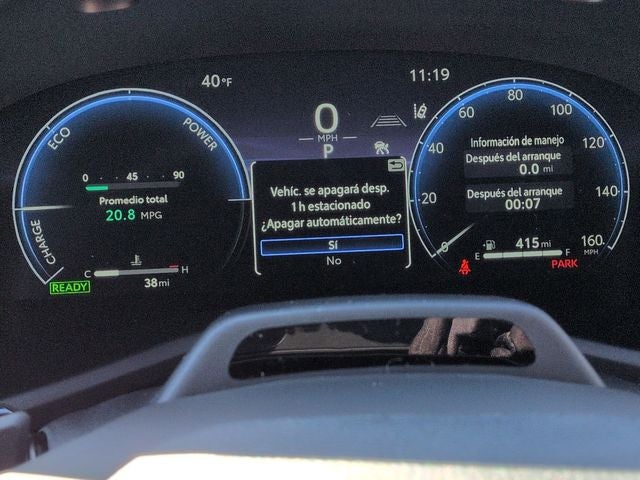 40°F
11:19
ECO
POWER
CHARGE
0 45 90
Promedio total
20.8 MPG
C H
38mi
READY
0
MPH
P
Vehíc. se apagará desp.
1 h estacionado
¿Apagar automáticamente?
Sí
No
0
20
40
60
80
100
120
140
160
MPH
Información de manejo
Después del arranque
0.0 mi
Después del arranque
00:07
415 mi
E F
PARK